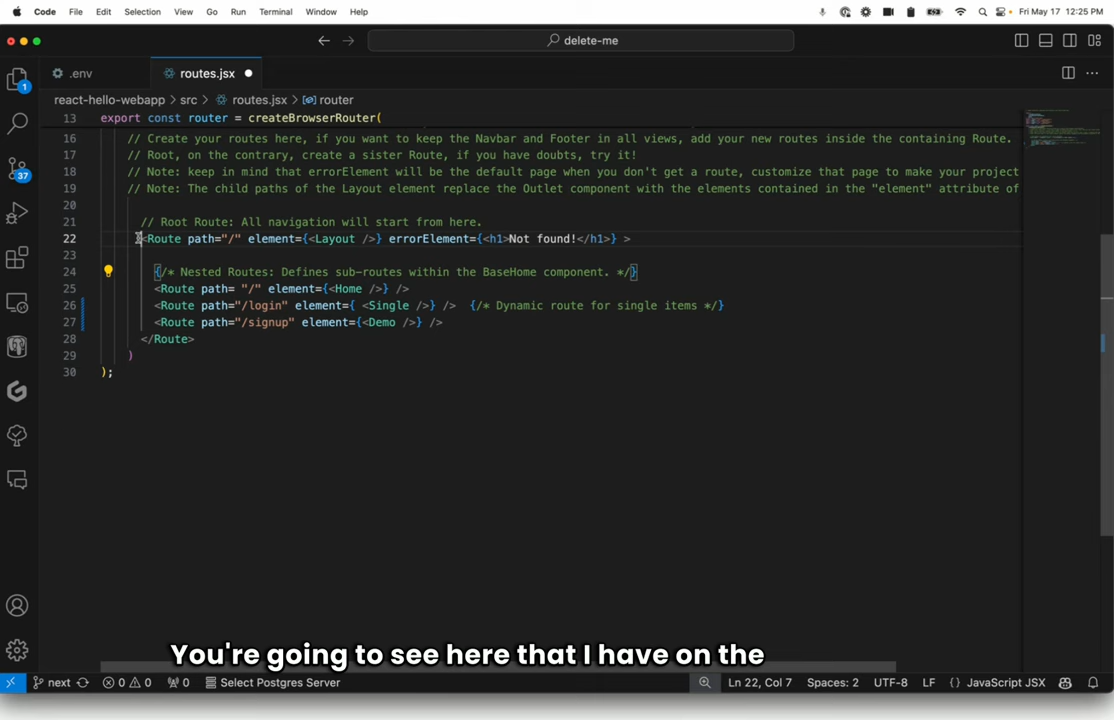 Code File Edit Selection View Go Run Terminal Window Help Fri May 17 12:25 PM
delete-me
.env routes.jsx
react-hello-webapp > src > routes.jsx > router
13 export const router = createBrowserRouter(
16 // Create your routes here, if you want to keep the Navbar and Footer in all views, add your new routes inside the containing Route.
17 // Root, on the contrary, create a sister Route, if you have doubts, try it!
18 // Note: keep in mind that errorElement will be the default page when you don't get a route, customize that page to make your project
19 // Note: The child paths of the Layout element replace the Outlet component with the elements contained in the "element" attribute of
20
21 // Root Route: All navigation will start from here.
22 <Route path="/" element={<Layout />} errorElement={<h1>Not found!</h1>} >
23
24 {/* Nested Routes: Defines sub-routes within the BaseHome component. */}
25 <Route path= "/" element={<Home />} />
26 <Route path="/login" element={ <Single />} /> {/* Dynamic route for single items */}
27 <Route path="/signup" element={<Demo />} />
28 </Route>
29 )
30 );
1
37
You're going to see here that I have on the
next 0 0 0 Select Postgres Server Ln 22, Col 7 Spaces: 2 UTF-8 LF {} JavaScript JSX